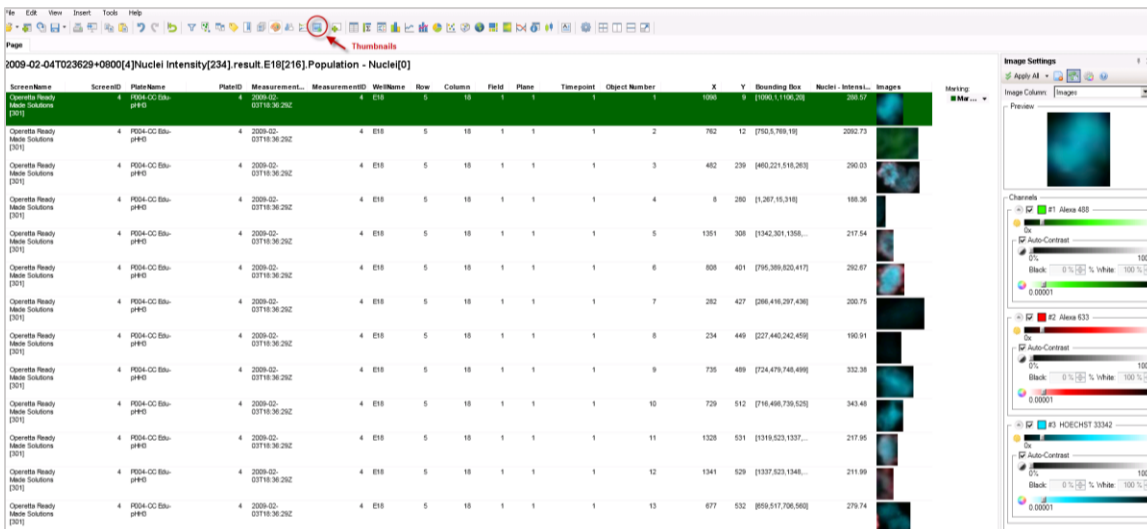 File Edit View Insert Tools Help
Thumbnails
Page
2009-02-04T023629+0800[4]Nuclei Intensity[234].result.E18[216].Population - Nuclei[0]
ScreenName ScreenID PlateName PlateID Measurement... MeasurementID WellName Row Column Field Plane Timepoint Object Number X Y Bounding Box Nuclei - Intensi... Images
Operetta Ready 4 P004-CC Edu- 4 2009-02- 4 E18 5 18 1 1 1 1 1098 9 [1090,1,1106,20] 288.57
Made Solutions pHH3 03T18:36:29Z
[301]
Operetta Ready 4 P004-CC Edu- 4 2009-02- 4 E18 5 18 1 1 1 2 762 12 [750,5,769,19] 2092.73
Made Solutions pHH3 03T18:36:29Z
[301]
Operetta Ready 4 P004-CC Edu- 4 2009-02- 4 E18 5 18 1 1 1 3 482 239 [460,221,518,263] 290.03
Made Solutions pHH3 03T18:36:29Z
[301]
Operetta Ready 4 P004-CC Edu- 4 2009-02- 4 E18 5 18 1 1 1 4 8 280 [1,267,15,318] 188.36
Made Solutions pHH3 03T18:36:29Z
[301]
Operetta Ready 4 P004-CC Edu- 4 2009-02- 4 E18 5 18 1 1 1 5 1351 308 [1342,301,1358,... 217.54
Made Solutions pHH3 03T18:36:29Z
[301]
Operetta Ready 4 P004-CC Edu- 4 2009-02- 4 E18 5 18 1 1 1 6 808 401 [795,389,820,417] 292.67
Made Solutions pHH3 03T18:36:29Z
[301]
Operetta Ready 4 P004-CC Edu- 4 2009-02- 4 E18 5 18 1 1 1 7 282 427 [266,416,297,436] 200.75
Made Solutions pHH3 03T18:36:29Z
[301]
Operetta Ready 4 P004-CC Edu- 4 2009-02- 4 E18 5 18 1 1 1 8 234 449 [227,440,242,459] 190.91
Made Solutions pHH3 03T18:36:29Z
[301]
Operetta Ready 4 P004-CC Edu- 4 2009-02- 4 E18 5 18 1 1 1 9 735 489 [724,479,748,499] 332.38
Made Solutions pHH3 03T18:36:29Z
[301]
Operetta Ready 4 P004-CC Edu- 4 2009-02- 4 E18 5 18 1 1 1 10 729 512 [716,498,739,525] 343.48
Made Solutions pHH3 03T18:36:29Z
[301]
Operetta Ready 4 P004-CC Edu- 4 2009-02- 4 E18 5 18 1 1 1 11 1328 531 [1319,523,1337,... 217.95
Made Solutions pHH3 03T18:36:29Z
[301]
Operetta Ready 4 P004-CC Edu- 4 2009-02- 4 E18 5 18 1 1 1 12 1341 529 [1337,523,1348,... 211.99
Made Solutions pHH3 03T18:36:29Z
[301]
Operetta Ready 4 P004-CC Edu- 4 2009-02- 4 E18 5 18 1 1 1 13 677 532 [659,517,706,560] 279.74
Made Solutions pHH3 03T18:36:29Z
[301]
Marking:
Mar...
Image Settings
Apply All
Image Column: Images
Preview
Channels
#1 Alexa 488
0x
Auto-Contrast
0% 100
Black: 0 % % White: 100 %
0.00001
#2 Alexa 633
0x
Auto-Contrast
0% 100
Black: 0 % % White: 100 %
0.00001
#3 HOECHST 33342
0x
Auto-Contrast
0% 100
Black: 0 % % White: 100 %
0.00001